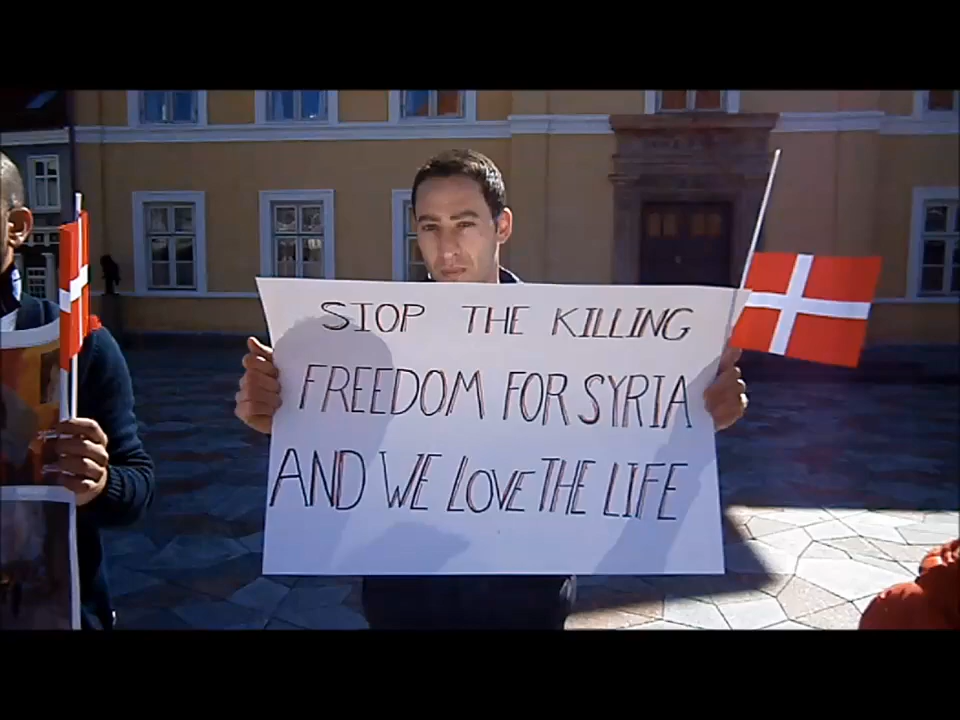 STOP THE KILLING
FREEDOM FOR SYRIA
AND WE LOVE THE LIFE